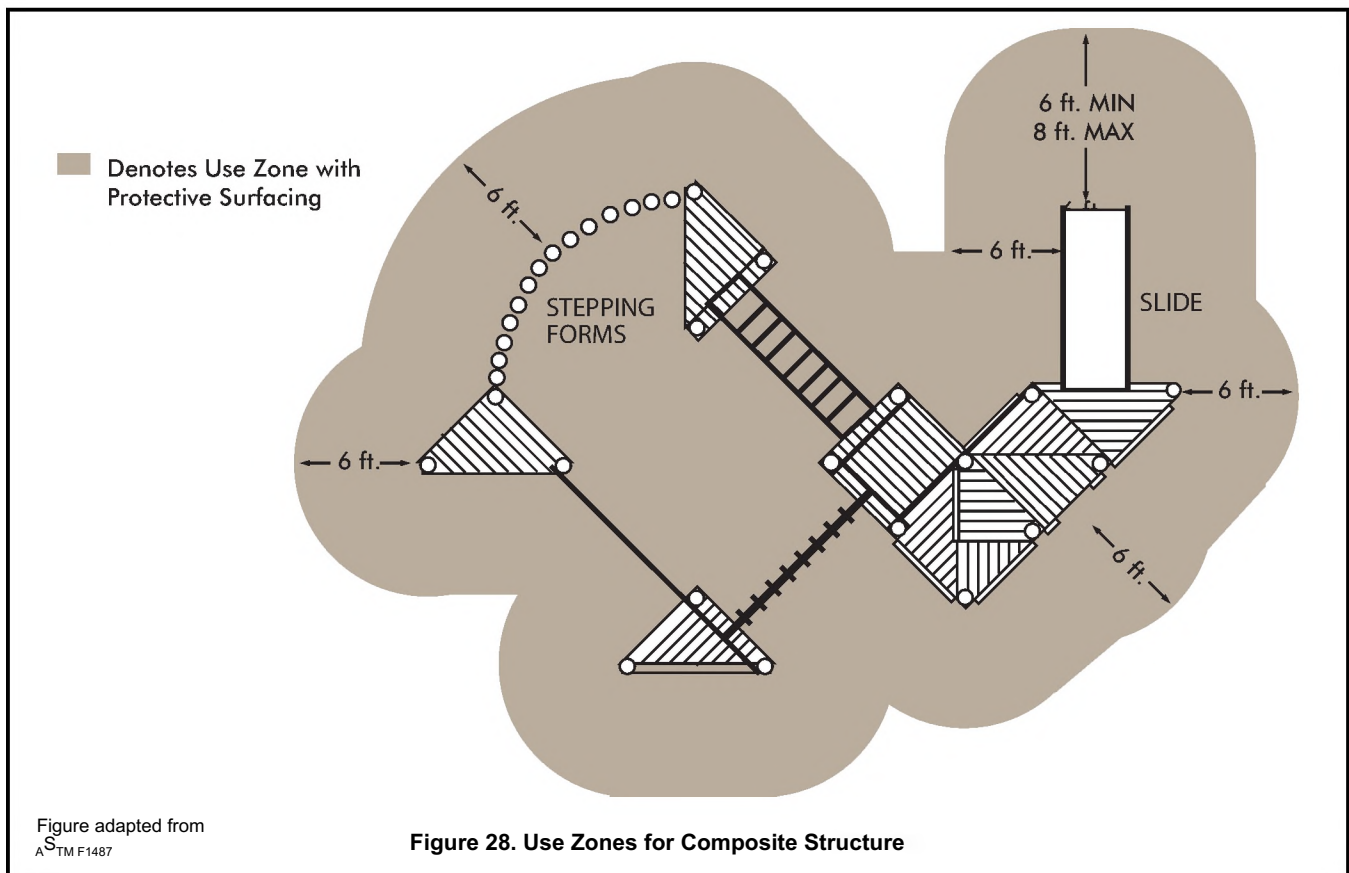 Denotes Use Zone with
Protective Surfacing
6 ft. MIN
8 ft. MAX
6 ft.
6 ft.
STEPPING
FORMS
SLIDE
6 ft.
6 ft.
6 ft.
Figure adapted from
ASTM F1487
Figure 28. Use Zones for Composite Structure